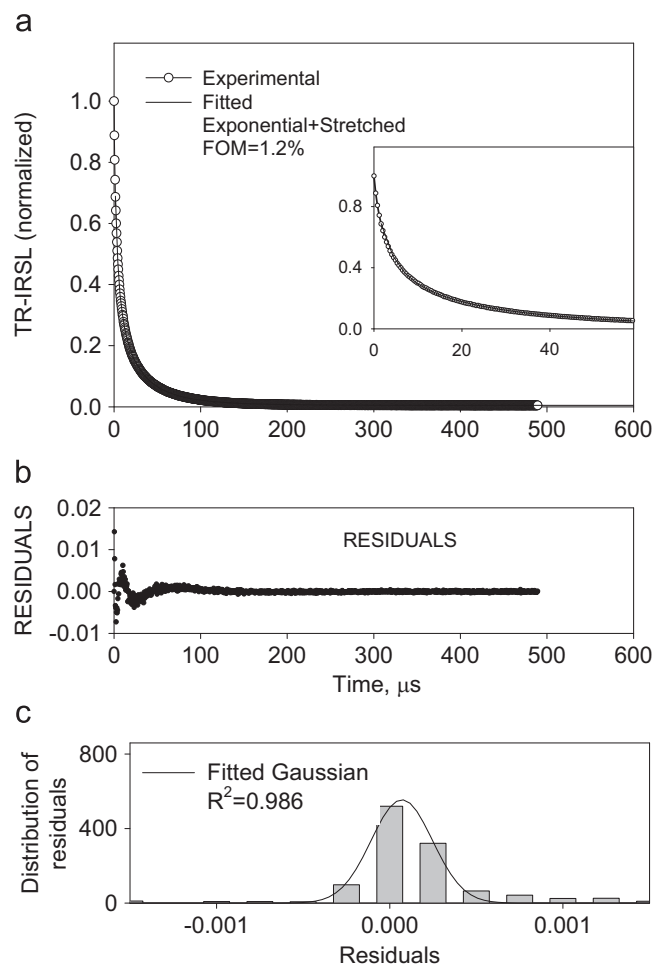 a
Experimental
Fitted
Exponential+Stretched
FOM=1.2%
TR-IRSL (normalized)
1.0
0.8
0.6
0.4
0.2
0.0
0 100 200 300 400 500 600
0.8
0.4
0.0
0 20 40
b
RESIDUALS
RESIDUALS
0.02
0.01
0.00
-0.01
0 100 200 300 400 500 600
Time, μs
c
Distribution of
residuals
Fitted Gaussian
R²=0.986
800
400
0
-0.001 0.000 0.001
Residuals